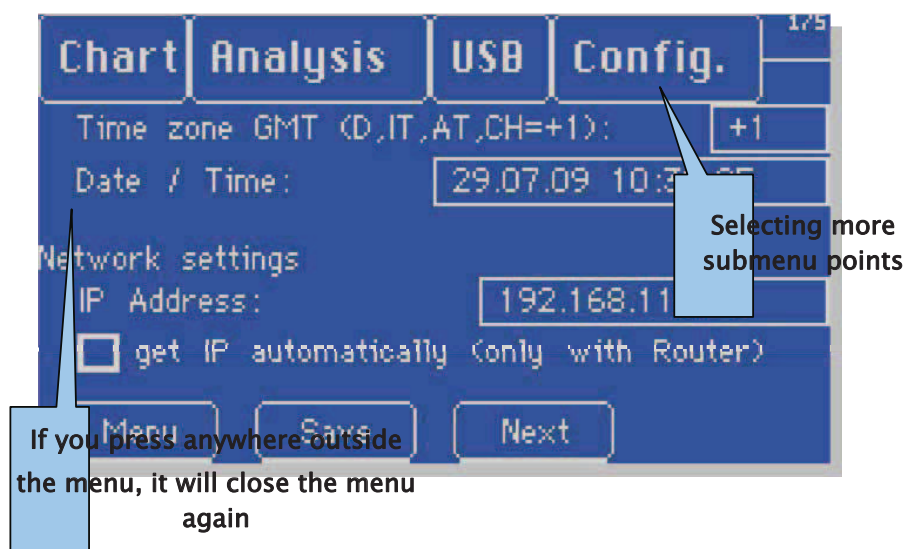 Chart Analysis USB Config. 1/5
Time zone GMT (D,IT,AT,CH=+1): +1
Date / Time: 29.07.09
Network settings
IP Address: 192.168.11
get IP automatically (only with Router)
Menu Save Next
Selecting more
submenu points
If you press anywhere outside
the menu, it will close the menu
again